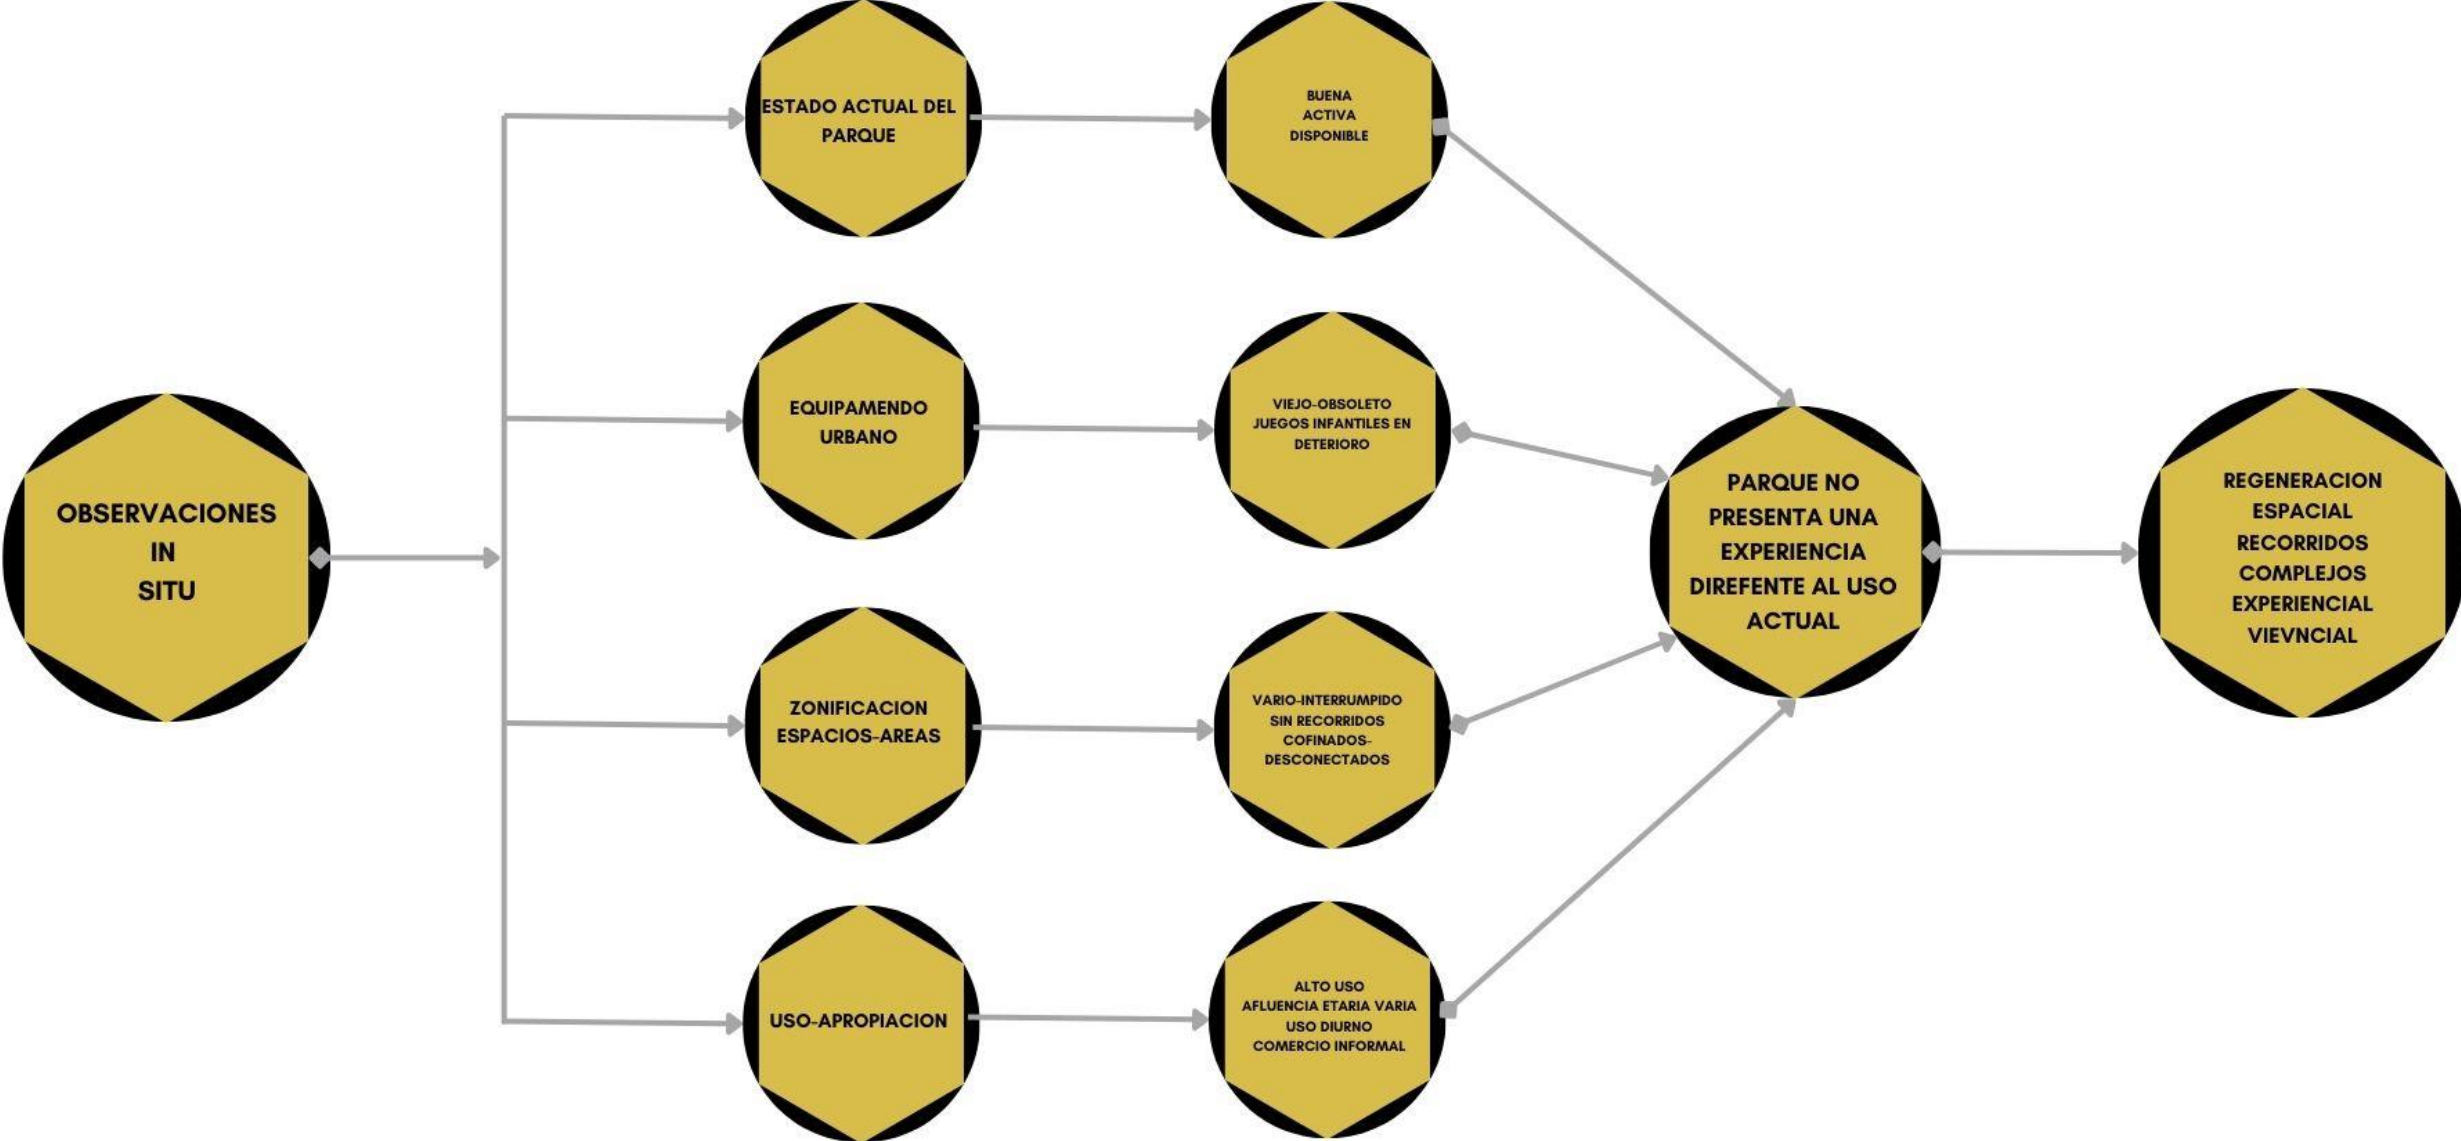 OBSERVACIONES
IN
SITU
ESTADO ACTUAL DEL
PARQUE
BUENA
ACTIVA
DISPONIBLE
EQUIPAMENDO
URBANO
VIEJO-OBSOLETO
JUEGOS INFANTILES EN
DETERIORO
ZONIFICACION
ESPACIOS-AREAS
VARIO-INTERRUMPIDO
SIN RECORRIDOS
COFINADOS-
DESCONECTADOS
USO-APROPIACION
ALTO USO
AFLUENCIA ETARIA VARIA
USO DIURNO
COMERCIO INFORMAL
PARQUE NO
PRESENTA UNA
EXPERIENCIA
DIREFENTE AL USO
ACTUAL
REGENERACION
ESPACIAL
RECORRIDOS
COMPLEJOS
EXPERIENCIAL
VIEVNCIAL